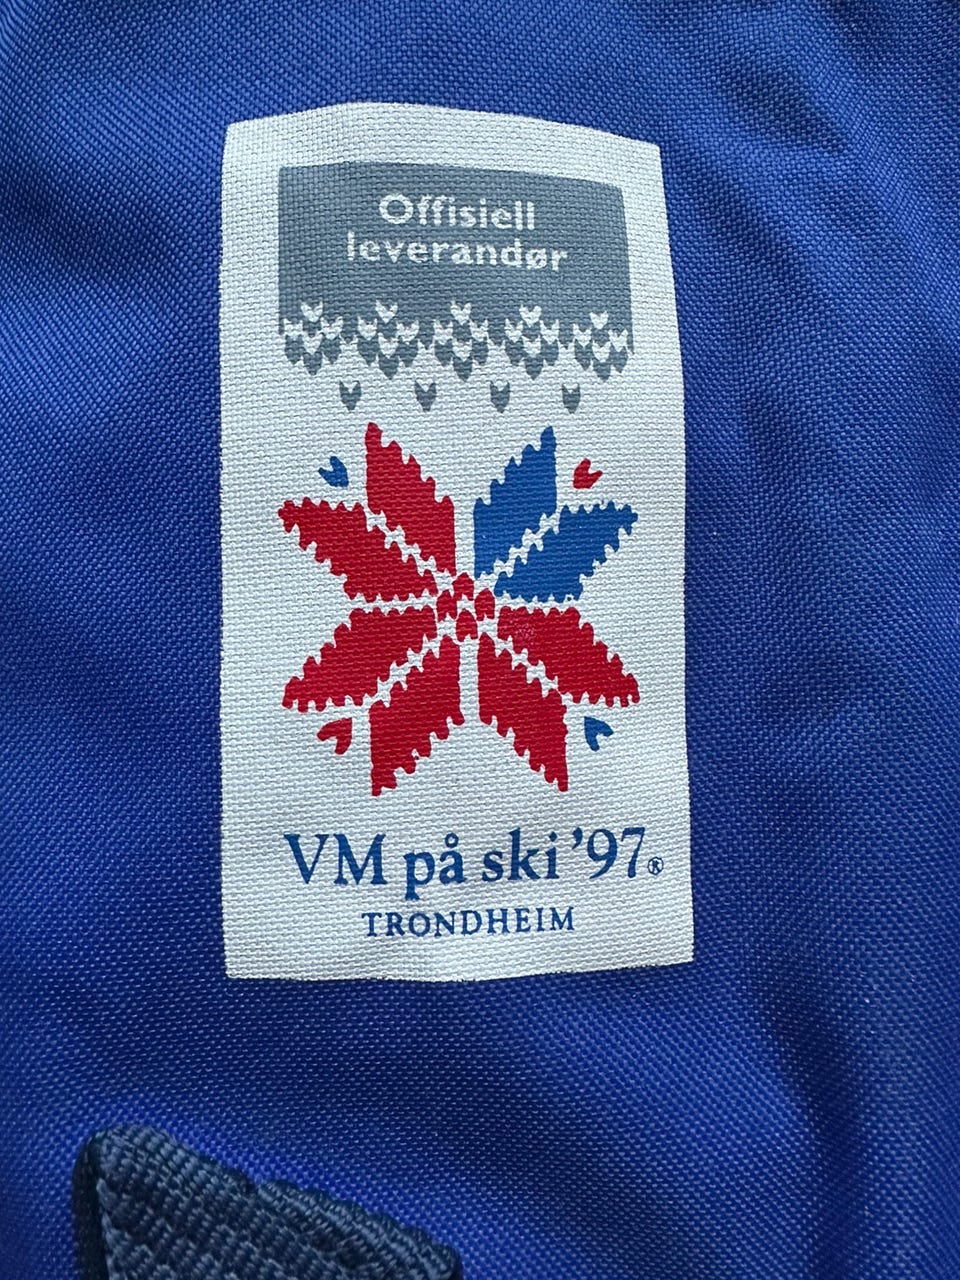 Offisiell
leverandør
VM på ski '97®
TRONDHEIM